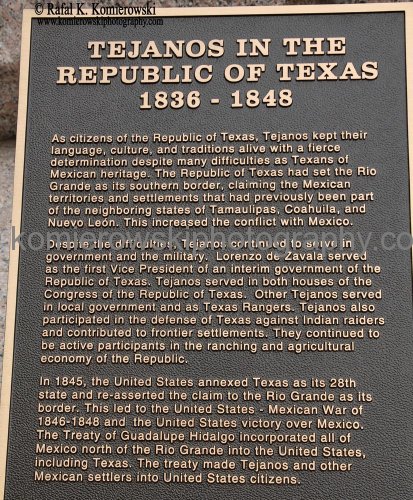 © Rafał K. Komierowski
www.komierowskiphotography.com
TEJANOS IN THE
REPUBLIC OF TEXAS
1836 - 1848
As citizens of the Republic of Texas, Tejanos kept their
language, culture, and traditions alive with a fierce
determination despite many difficulties as Texans of
Mexican heritage. The Republic of Texas had set the Rio
Grande as its southern border, claiming the Mexican
territories and settlements that had previously been part
of the neighboring states of Tamaulipas, Coahuila, and
Nuevo León. This increased conflict with Mexico.
komierowskiphotography.com
Despite the difficulties, Tejanos continued to serve in
government and the military. Lorenzo de Zavala served
as the first Vice President of an interim government of the
Republic of Texas. Tejanos served in both houses of the
Congress of the Republic of Texas. Other Tejanos served
in local government and as Texas Rangers. Tejanos also
participated in the defense of Texas against Indian raiders
and contributed to frontier settlements. They continued to
be active participants in the ranching and agricultural
economy of the Republic.
In 1845, the United States annexed Texas as its 28th
state and re-asserted the claim to the Rio Grande as its
border. This led to the United States - Mexican War of
1846-1848 and the United States victory over Mexico.
The Treaty of Guadalupe Hidalgo incorporated all of
Mexico north of the Rio Grande into the United States,
including Texas. The treaty made Tejanos and other
Mexican settlers into United States citizens.